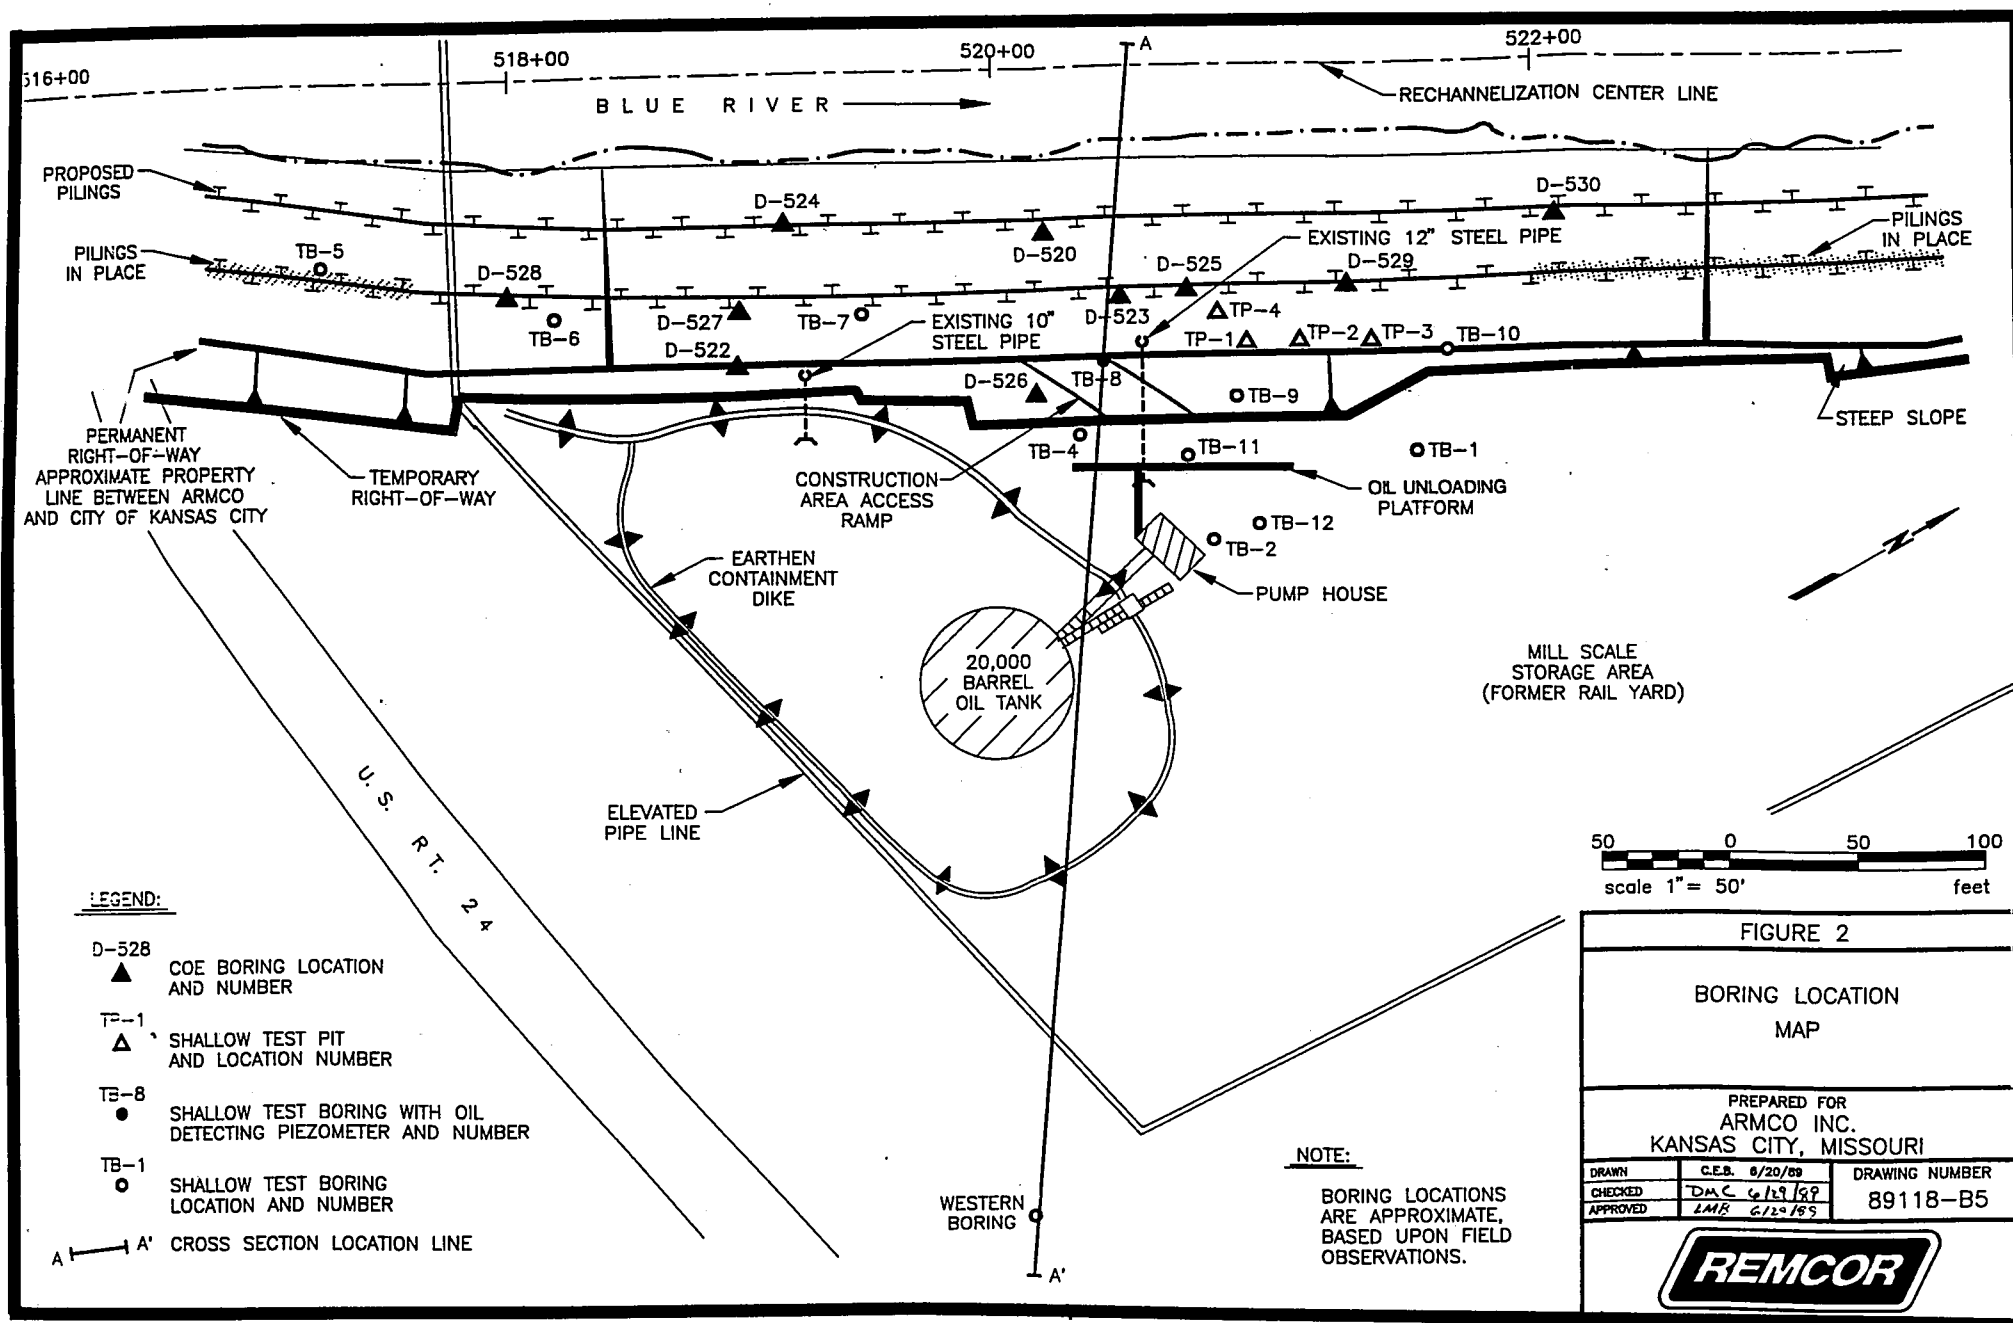 516+00
518+00
520+00
522+00
A
BLUE RIVER
RECHANNELIZATION CENTER LINE
PROPOSED
PILINGS
PILINGS
IN PLACE
TB-5
D-528
TB-6
D-524
D-527
D-522
TB-7
EXISTING 10"
STEEL PIPE
D-520
D-530
EXISTING 12" STEEL PIPE
PILINGS
IN PLACE
D-525
D-529
D-523
TP-4
TP-1
TP-2
TP-3
TB-10
D-526
TB-8
TB-9
STEEP SLOPE
PERMANENT
RIGHT-OF-WAY
APPROXIMATE PROPERTY
LINE BETWEEN ARMCO
AND CITY OF KANSAS CITY
TEMPORARY
RIGHT-OF-WAY
CONSTRUCTION
AREA ACCESS
RAMP
TB-4
TB-11
TB-1
OIL UNLOADING
PLATFORM
TB-12
TB-2
N
EARTHEN
CONTAINMENT
DIKE
PUMP HOUSE
20,000
BARREL
OIL TANK
MILL SCALE
STORAGE AREA
(FORMER RAIL YARD)
U.S. RT. 24
ELEVATED
PIPE LINE
50 0 50 100
scale 1"= 50' feet
LEGEND:
D-528
COE BORING LOCATION
AND NUMBER
TP-1
SHALLOW TEST PIT
AND LOCATION NUMBER
TB-8
SHALLOW TEST BORING WITH OIL
DETECTING PIEZOMETER AND NUMBER
TB-1
SHALLOW TEST BORING
LOCATION AND NUMBER
A A' CROSS SECTION LOCATION LINE
WESTERN
BORING
A'
NOTE:
BORING LOCATIONS
ARE APPROXIMATE,
BASED UPON FIELD
OBSERVATIONS.
FIGURE 2
BORING LOCATION
MAP
PREPARED FOR
ARMCO INC.
KANSAS CITY, MISSOURI
DRAWN C.E.B. 6/20/89
CHECKED DMC 6/29/89
APPROVED LMB 6/29/89
DRAWING NUMBER
89118-B5
REMCOR